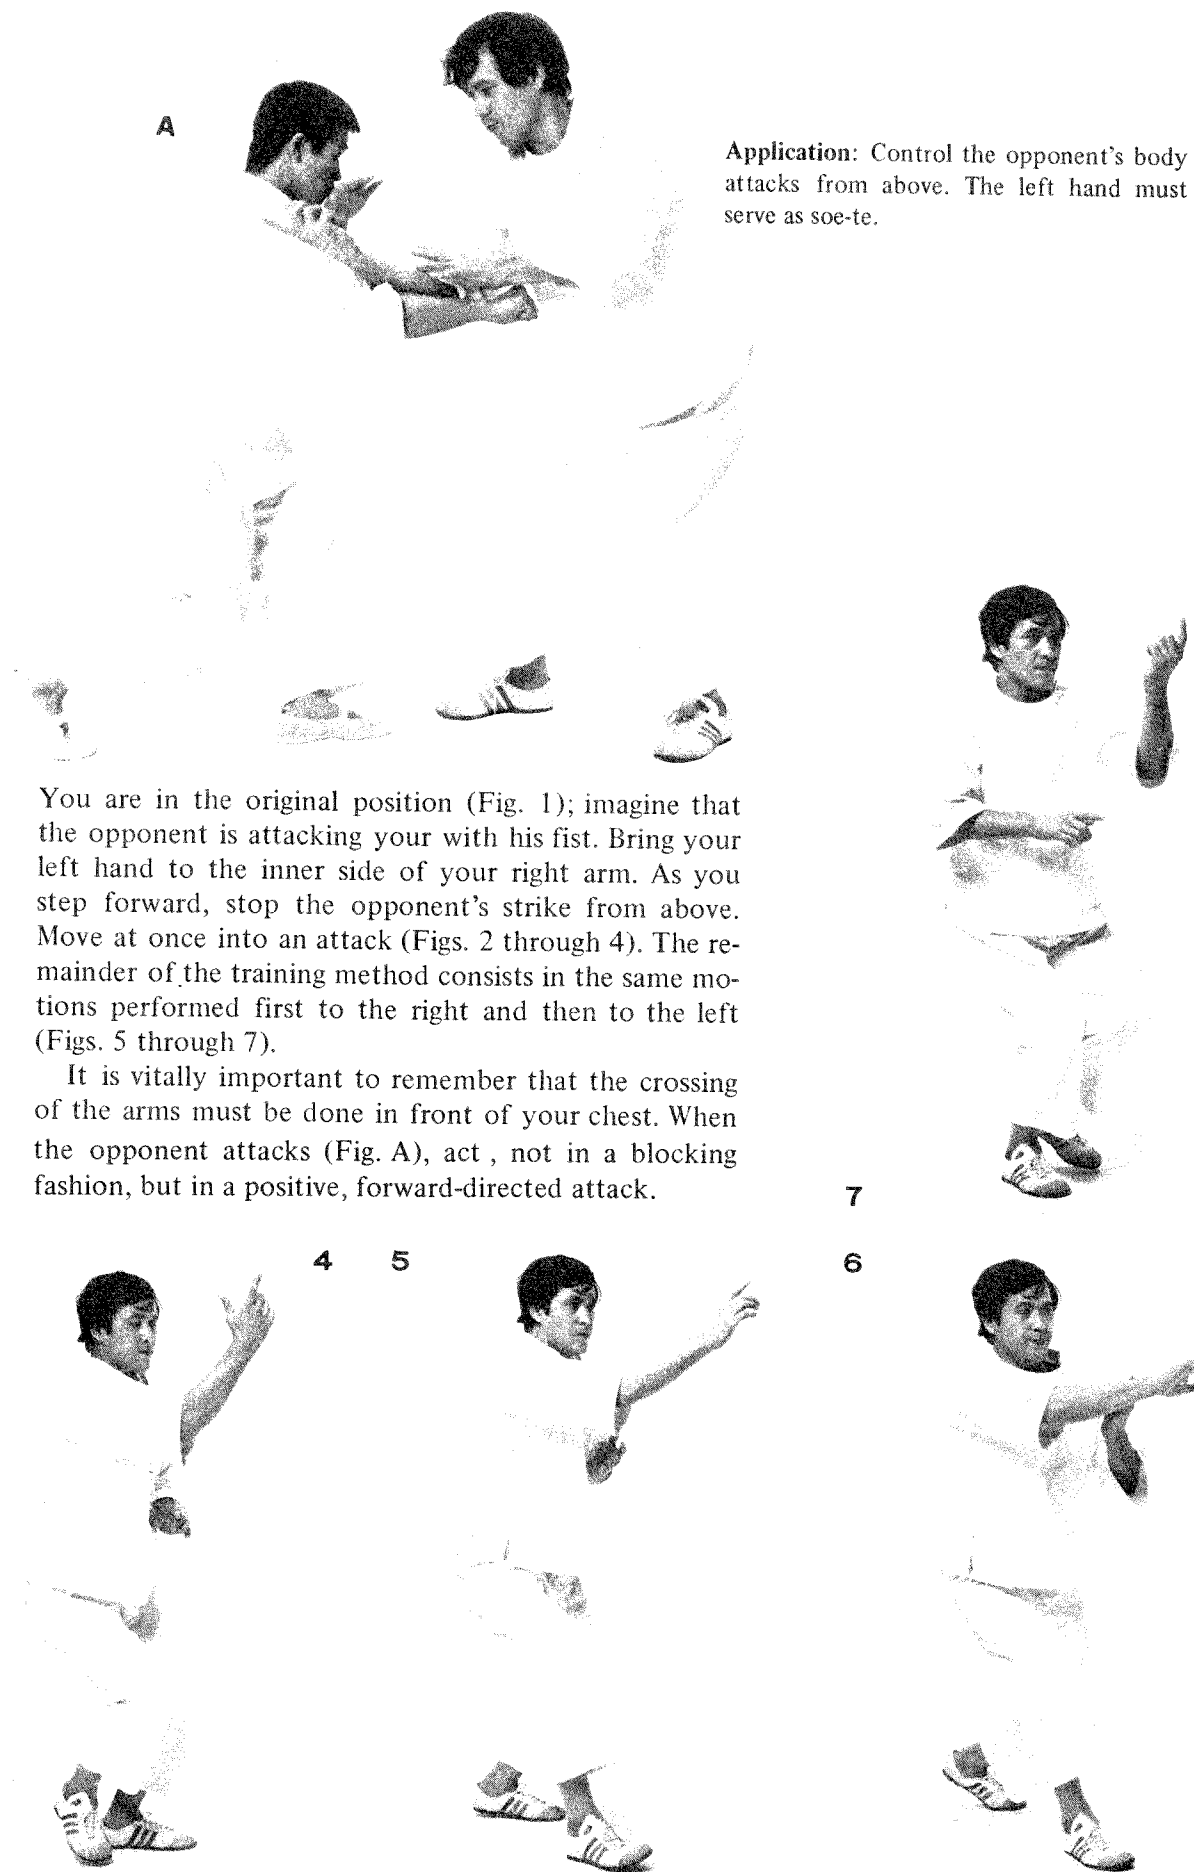 A
Application: Control the opponent's body
attacks from above. The left hand must
serve as soe-te.
You are in the original position (Fig. 1); imagine that
the opponent is attacking your with his fist. Bring your
left hand to the inner side of your right arm. As you
step forward, stop the opponent's strike from above.
Move at once into an attack (Figs. 2 through 4). The re-
mainder of the training method consists in the same mo-
tions performed first to the right and then to the left
(Figs. 5 through 7).
It is vitally important to remember that the crossing
of the arms must be done in front of your chest. When
the opponent attacks (Fig. A), act , not in a blocking
fashion, but in a positive, forward-directed attack.
7
4
5
6